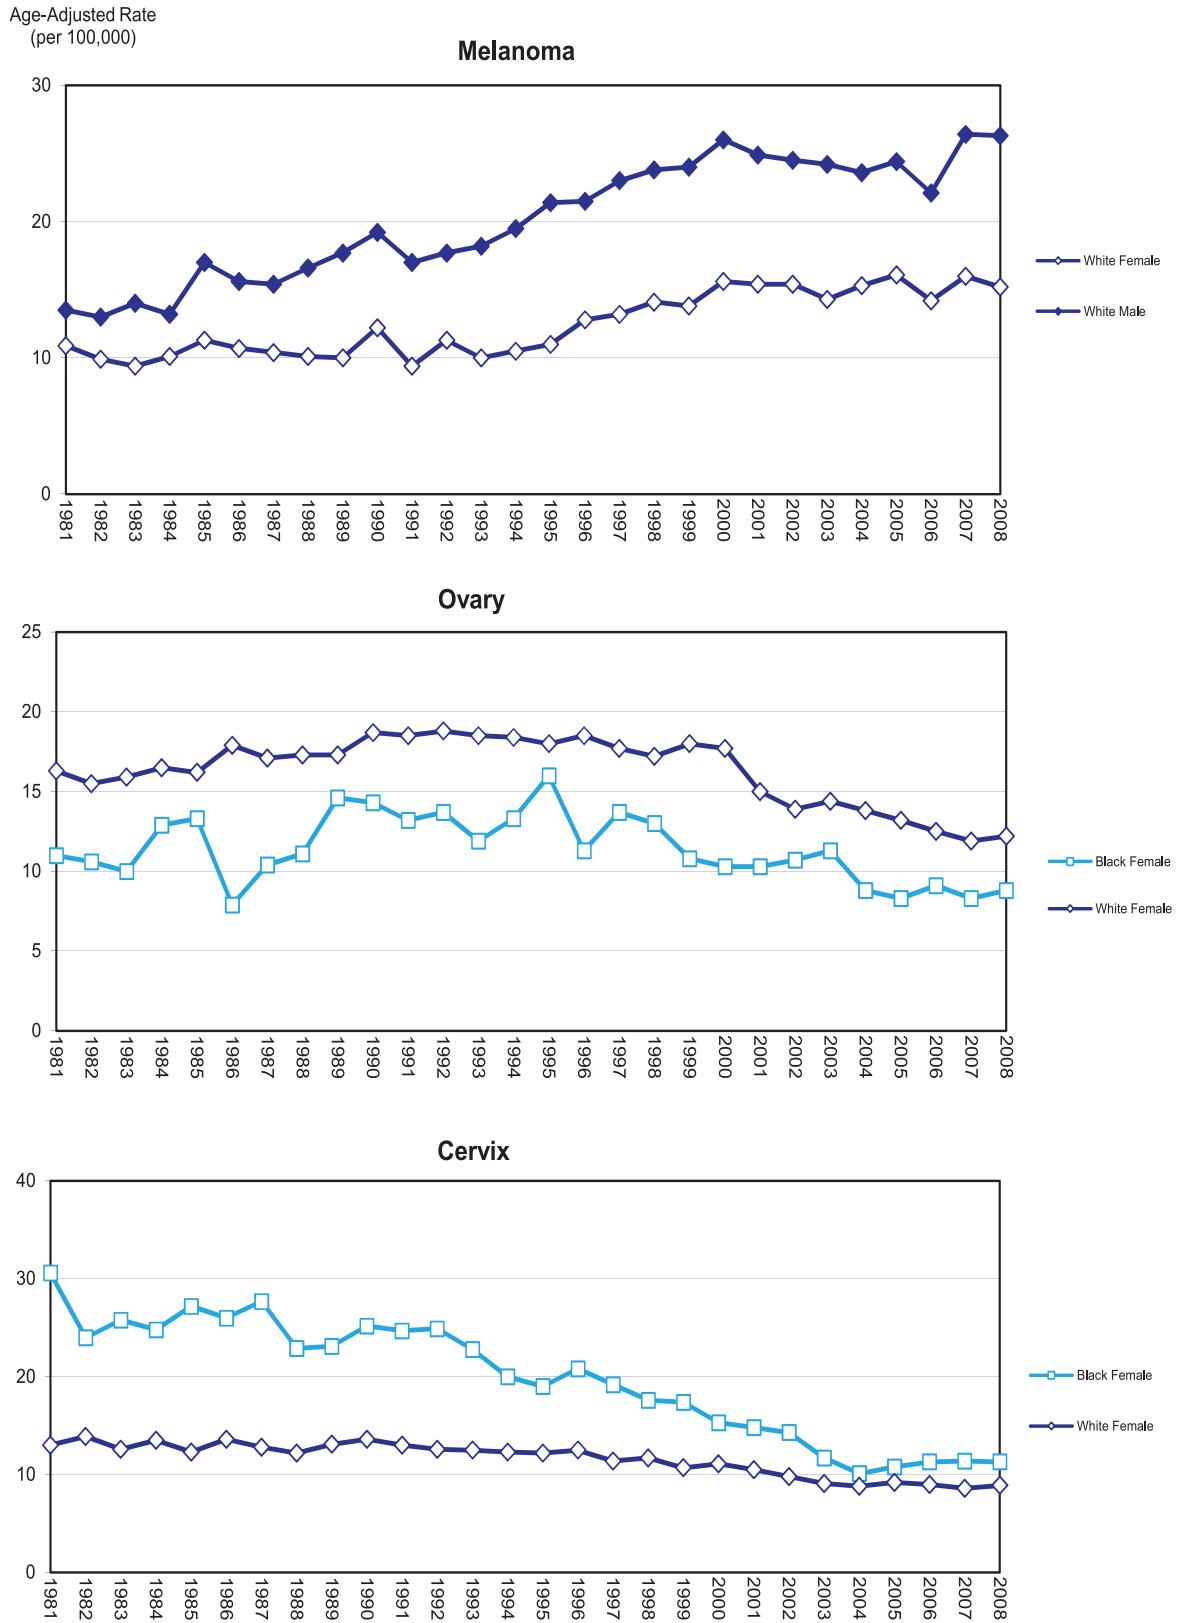 Age-Adjusted Rate
(per 100,000)
Melanoma
30
20
10
0
1981 1982 1983 1984 1985 1986 1987 1988 1989 1990 1991 1992 1993 1994 1995 1996 1997 1998 1999 2000 2001 2002 2003 2004 2005 2006 2007 2008
White Female
White Male
Ovary
25
20
15
10
5
0
1981 1982 1983 1984 1985 1986 1987 1988 1989 1990 1991 1992 1993 1994 1995 1996 1997 1998 1999 2000 2001 2002 2003 2004 2005 2006 2007 2008
Black Female
White Female
Cervix
40
30
20
10
0
1981 1982 1983 1984 1985 1986 1987 1988 1989 1990 1991 1992 1993 1994 1995 1996 1997 1998 1999 2000 2001 2002 2003 2004 2005 2006 2007 2008
Black Female
White Female